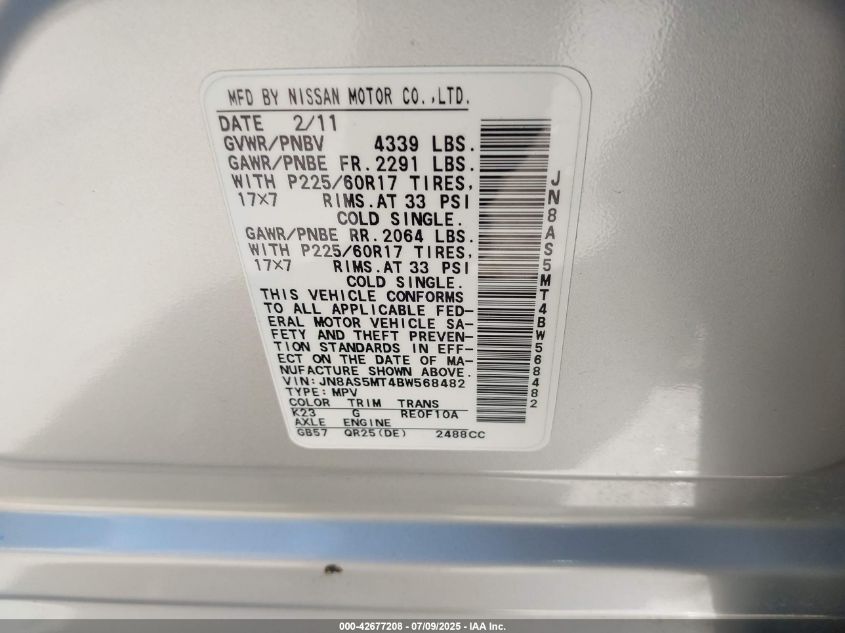 MFD BY NISSAN MOTOR CO.,LTD.
DATE 2/11
GVWR/PNBV 4339 LBS.
GAWR/PNBE FR.2291 LBS.
WITH P225/60R17 TIRES,
17×7 RIMS.AT 33 PSI
COLD SINGLE.
GAWR/PNBE RR.2064 LBS.
WITH P225/60R17 TIRES,
17×7 RIMS.AT 33 PSI
COLD SINGLE.
THIS VEHICLE CONFORMS
TO ALL APPLICABLE FED-
ERAL MOTOR VEHICLE SA-
FETY AND THEFT PREVEN-
TION STANDARDS IN EFF-
ECT ON THE DATE OF MA-
NUFACTURE SHOWN ABOVE.
VIN:JN8AS5MT4BW568482
TYPE:MPV
COLOR TRIM TRANS
K23 G RE0F10A
AXLE ENGINE
GB57 QR25(DE) 2488CC
JN8AS5MT4BW568482
000-42677208 - 07/09/2025 - IAA Inc.